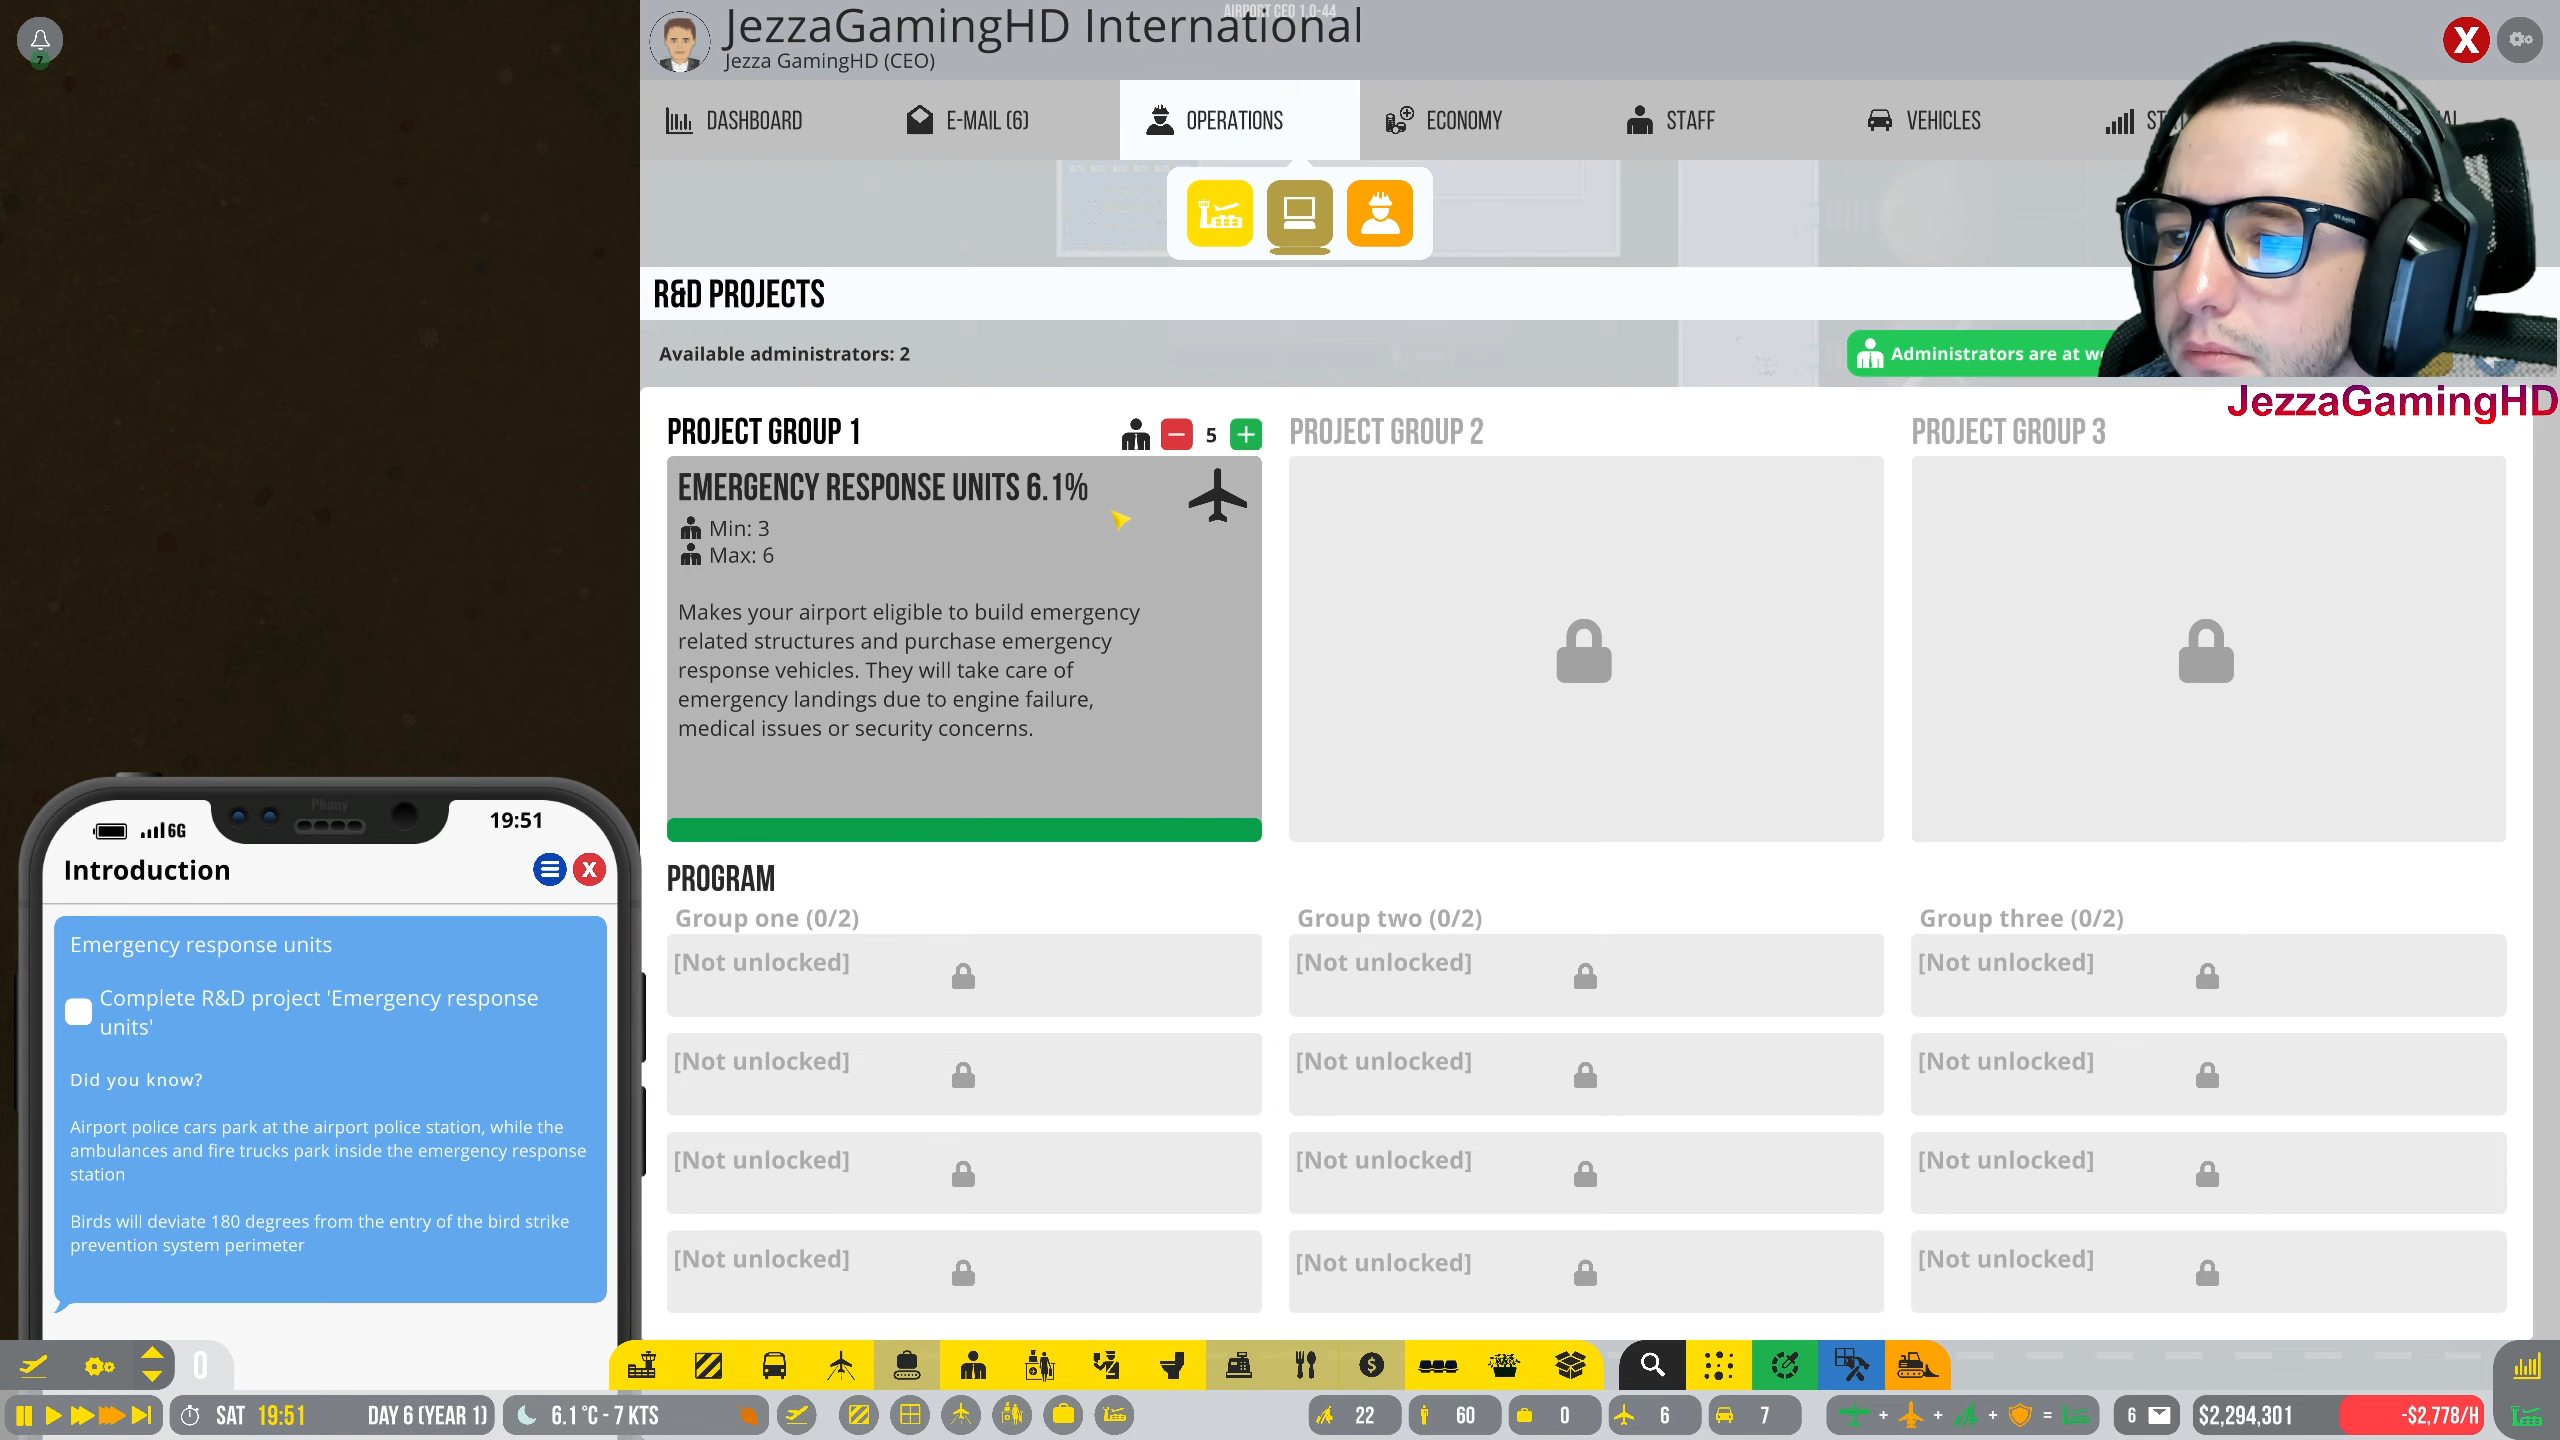 7
AIRPORT CEO 1.0-44
JezzaGamingHD International
Jezza GamingHD (CEO)
X
DASHBOARD
E-MAIL (6)
OPERATIONS
ECONOMY
STAFF
VEHICLES
R&D PROJECTS
Available administrators: 2
Administrators are at
JezzaGamingHD
PROJECT GROUP 1
5
PROJECT GROUP 2
PROJECT GROUP 3
EMERGENCY RESPONSE UNITS 6.1%
Min: 3
Max: 6
Makes your airport eligible to build emergency
related structures and purchase emergency
response vehicles. They will take care of
emergency landings due to engine failure,
medical issues or security concerns.
PROGRAM
Group one (0/2)
Group two (0/2)
Group three (0/2)
[Not unlocked]
[Not unlocked]
[Not unlocked]
[Not unlocked]
[Not unlocked]
[Not unlocked]
[Not unlocked]
[Not unlocked]
[Not unlocked]
[Not unlocked]
[Not unlocked]
[Not unlocked]
Phony
6G
19:51
Introduction
X
Emergency response units
Complete R&D project 'Emergency response
units'
Did you know?
Airport police cars park at the airport police station, while the
ambulances and fire trucks park inside the emergency response
station
Birds will deviate 180 degrees from the entry of the bird strike
prevention system perimeter
0
SAT 19:51 DAY 6 (YEAR 1)
6.1 °C - 7 KTS
22
60
0
6
7
+ + + =
6
$2,294,301
-$2,778/H